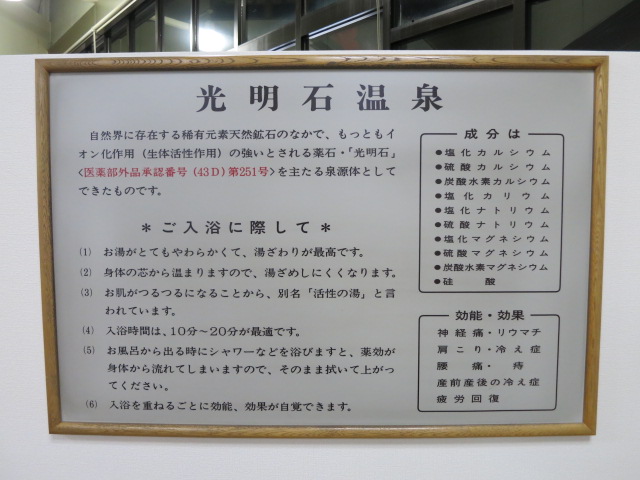 光明石温泉
自然界に存在する稀有元素天然鉱石のなかで、もっともイ
オン化作用（生体活性作用）の強いとされる薬石・「光明石」
<医薬部外品承認番号（43D）第251号>を主たる泉源体として
できたものです。
＊ご入浴に際して＊
(1) お湯がとてもやわらかくて、湯ざわりが最高です。
(2) 身体の芯から温まりますので、湯ざめしにくくなります。
(3) お肌がつるつるになることから、別名「活性の湯」と言
われています。
(4) 入浴時間は、10分〜20分が最適です。
(5) お風呂から出る時にシャワーなどを浴びますと、薬効が
身体から流れてしまいますので、そのまま拭いて上がっ
てください。
(6) 入浴を重ねるごとに効能、効果が自覚できます。
成分は
●塩化カルシウム
●硫酸カルシウム
●炭酸水素カルシウム
●塩化カリウム
●塩化ナトリウム
●硫酸ナトリウム
●塩化マグネシウム
●硫酸マグネシウム
●炭酸水素マグネシウム
●硅酸
効能・効果
神経痛・リウマチ
肩こり・冷え症
腰痛・痔
産前産後の冷え症
疲労回復